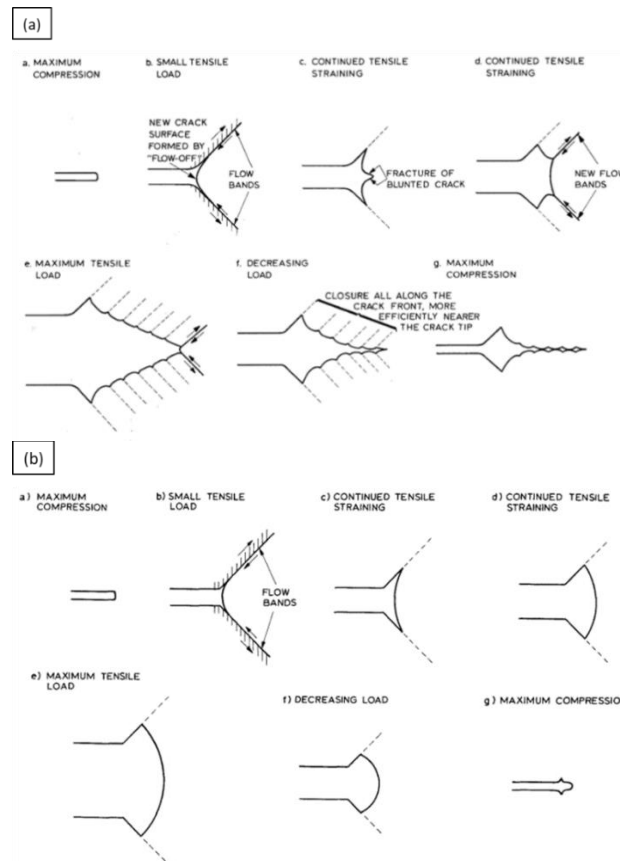 (a)
a. MAXIMUM
COMPRESSION
b. SMALL TENSILE
LOAD
c. CONTINUED TENSILE
STRAINING
d. CONTINUED TENSILE
STRAINING
NEW CRACK
SURFACE
FORMED BY
"FLOW-OFF"
FLOW
BANDS
FRACTURE OF
BLUNTED CRACK
NEW FLOW
BANDS
e. MAXIMUM TENSILE
LOAD
f. DECREASING
LOAD
g. MAXIMUM
COMPRESSION
CLOSURE ALL ALONG THE
CRACK FRONT, MORE
EFFICIENTLY NEARER
THE CRACK TIP
(b)
a) MAXIMUM
COMPRESSION
b) SMALL TENSILE
LOAD
c) CONTINUED TENSILE
STRAINING
d) CONTINUED TENSILE
STRAINING
FLOW
BANDS
e) MAXIMUM TENSILE
LOAD
f) DECREASING LOAD
g) MAXIMUM COMPRESSION